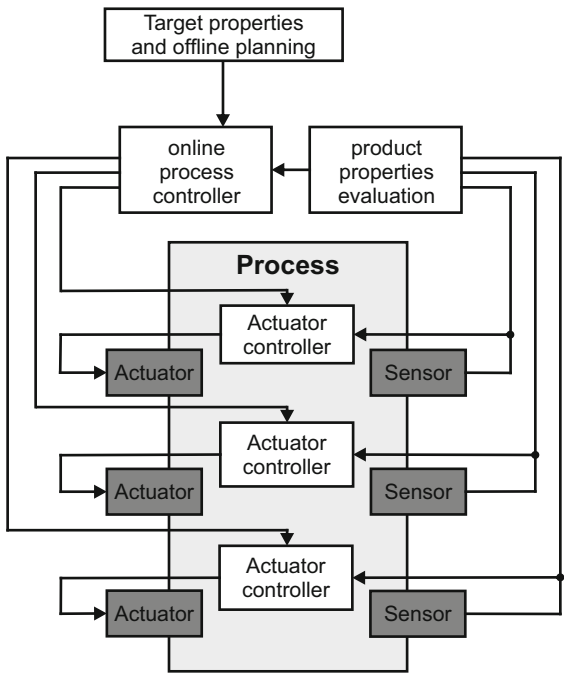 Target properties
and offline planning
online
process
controller
product
properties
evaluation
Process
Actuator
controller
Actuator
Sensor
Actuator
controller
Actuator
Sensor
Actuator
controller
Actuator
Sensor